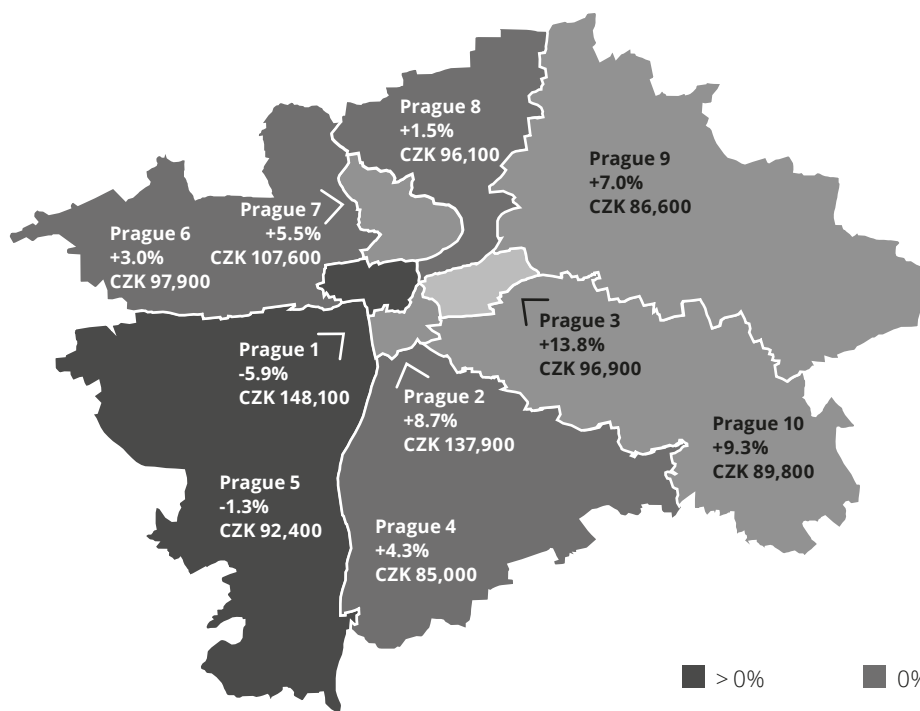 Prague 8
+1.5%
CZK 96,100
Prague 9
+7.0%
CZK 86,600
Prague 7
+5.5%
CZK 107,600
Prague 6
+3.0%
CZK 97,900
Prague 3
+13.8%
CZK 96,900
Prague 1
-5.9%
CZK 148,100
Prague 2
+8.7%
CZK 137,900
Prague 10
+9.3%
CZK 89,800
Prague 5
-1.3%
CZK 92,400
Prague 4
+4.3%
CZK 85,000
> 0%
0%